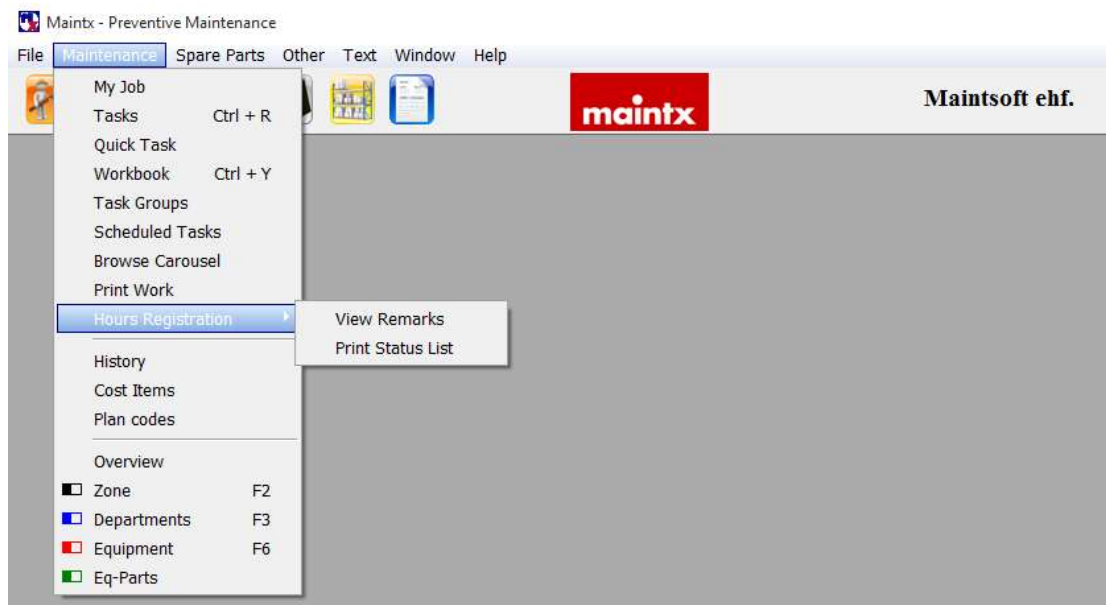 Maintx - Preventive Maintenance
File Maintenance Spare Parts Other Text Window Help
maintx
Maintsoft ehf.
My Job
Tasks Ctrl + R
Quick Task
Workbook Ctrl + Y
Task Groups
Scheduled Tasks
Browse Carousel
Print Work
Hours Registration
View Remarks
Print Status List
History
Cost Items
Plan codes
Overview
Zone F2
Departments F3
Equipment F6
Eq-Parts